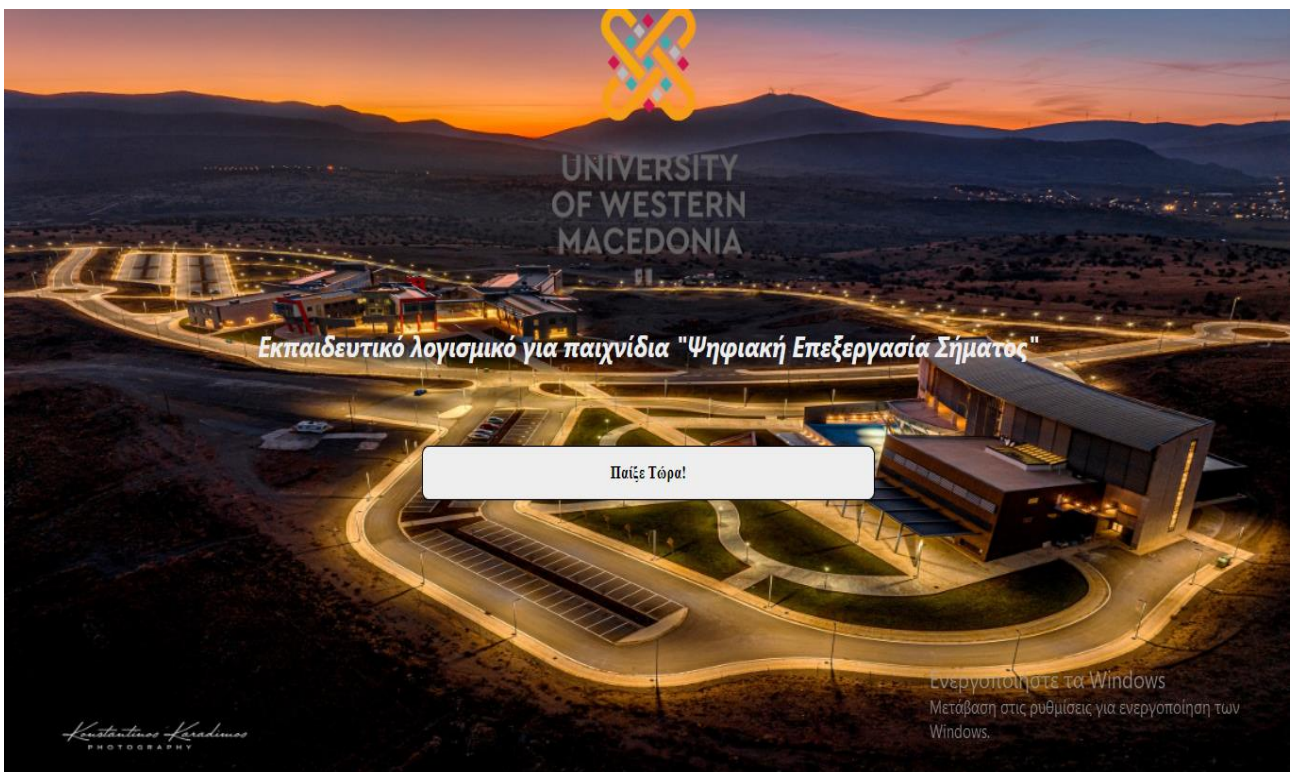 UNIVERSITY
OF WESTERN
MACEDONIA
Εκπαιδευτικό λογισμικό για παιχνίδια "Ψηφιακή Επεξεργασία Σήματος"
Παίξε Τώρα!
Ενεργοποιήστε τα Windows
Μετάβαση στις ρυθμίσεις για ενεργοποίηση των
Windows.
Konstantinos Karadimos
PHOTOGRAPHY